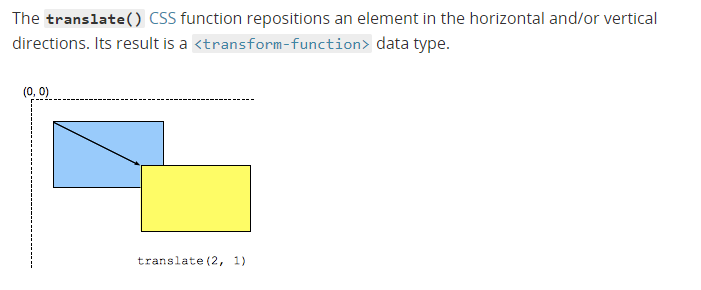 The translate() CSS function repositions an element in the horizontal and/or vertical
directions. Its result is a <transform-function> data type.
(0, 0)
translate(2, 1)